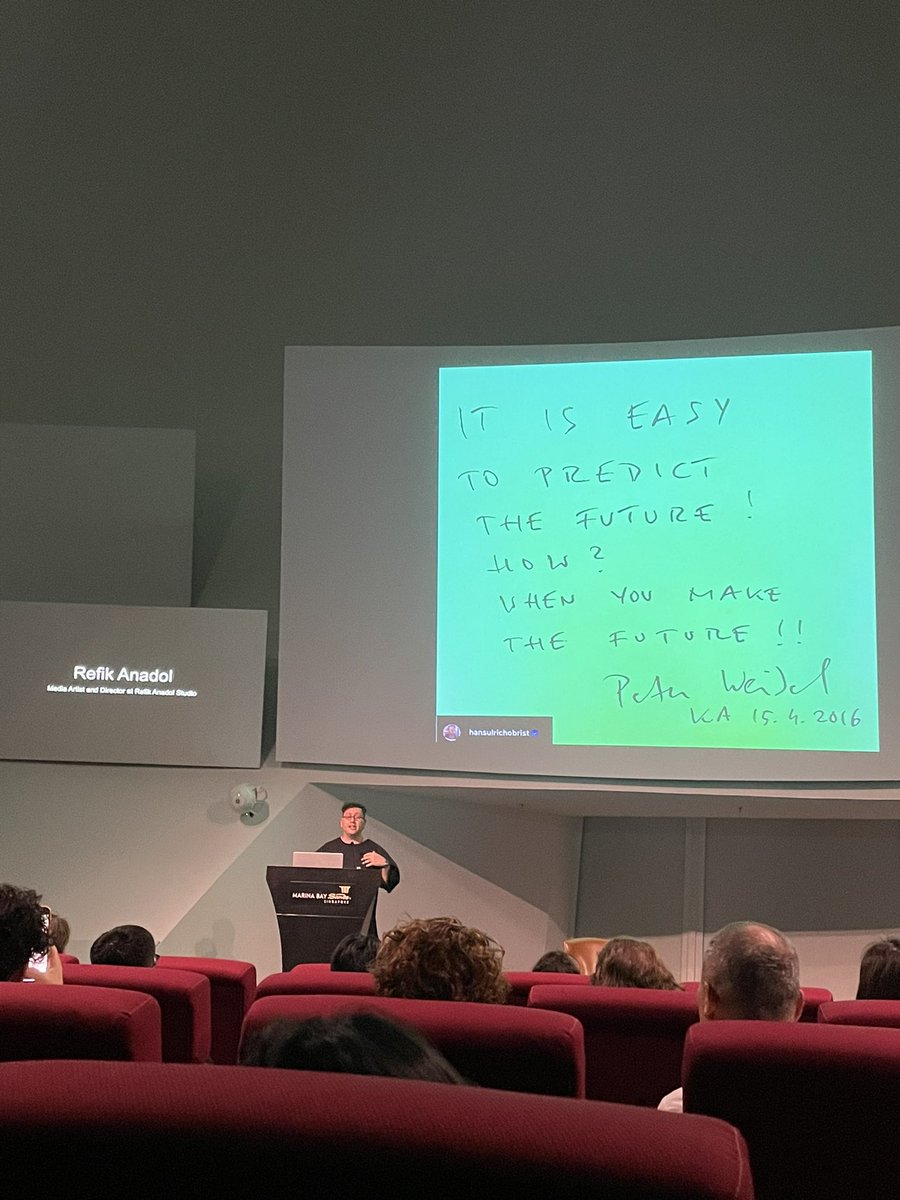 IT IS EASY
TO PREDICT
THE FUTURE!
HOW?
WHEN YOU MAKE
THE FUTURE!!
Peter Weibel
KA 15.4.2016
hansulrichobrist
Refik Anadol
Media Artist and Director at Refik Anadol Studio
MARINA BAY Sands
SINGAPORE